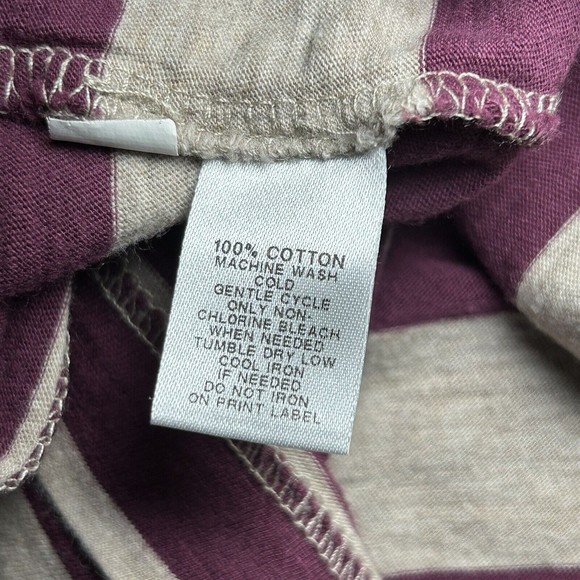 100% COTTON
MACHINE WASH
COLD
GENTLE CYCLE
ONLY NON.
CHLORINE BLEACH
WHEN NEEDED
TUMBLE DRY LOW
COOL IRON
IF NEEDED
DO NOT IRON
ON PRINT LABEL